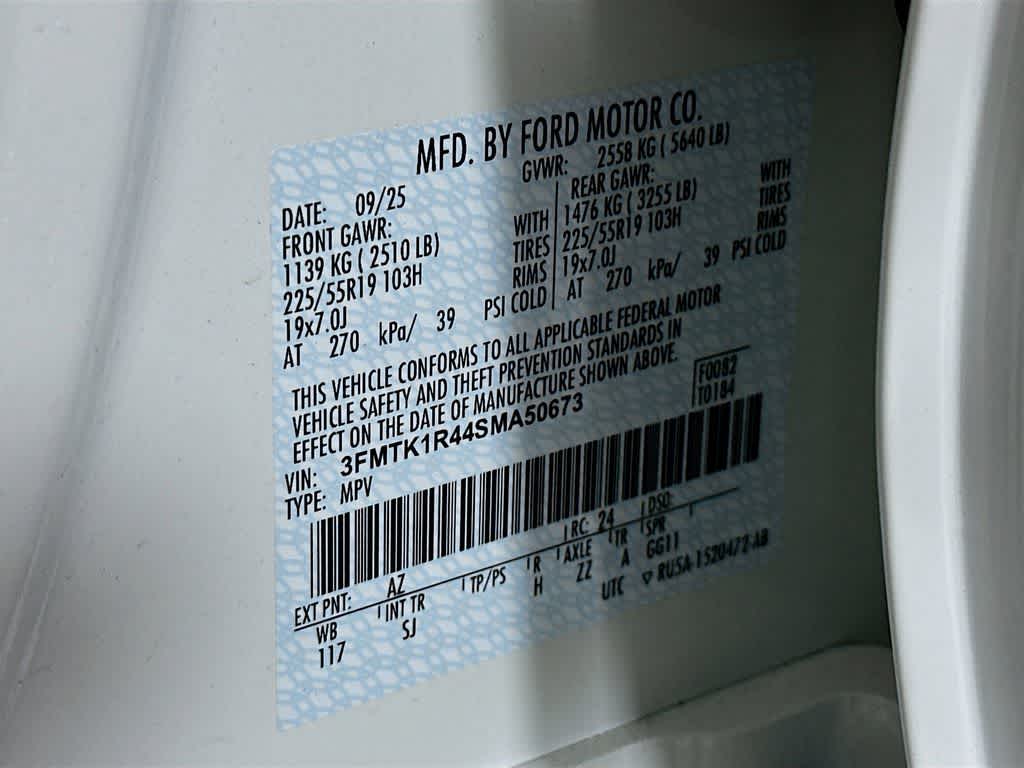 MFD. BY FORD MOTOR CO.
DATE: 09/25
GVWR: 2558 KG ( 5640 LB)
FRONT GAWR:
1139 KG ( 2510 LB) WITH
225/55R19 103H TIRES
19x7.0J RIMS
AT 270 kPa/ 39 PSI COLD
REAR GAWR:
1476 KG ( 3255 LB) WITH
225/55R19 103H TIRES
19x7.0J RIMS
AT 270 kPa/ 39 PSI COLD
THIS VEHICLE CONFORMS TO ALL APPLICABLE FEDERAL MOTOR
VEHICLE SAFETY AND THEFT PREVENTION STANDARDS IN
EFFECT ON THE DATE OF MANUFACTURE SHOWN ABOVE.
VIN: 3FMTK1R44SMA50673
TYPE: MPV
F0082
T0184
EXT PNT: AZ RC: 24 DSO:
WB INT TR TP/PS R AXLE TR SPR
117 SJ H ZZ A GG11
UTC ▽ RUSA-1520472-AB